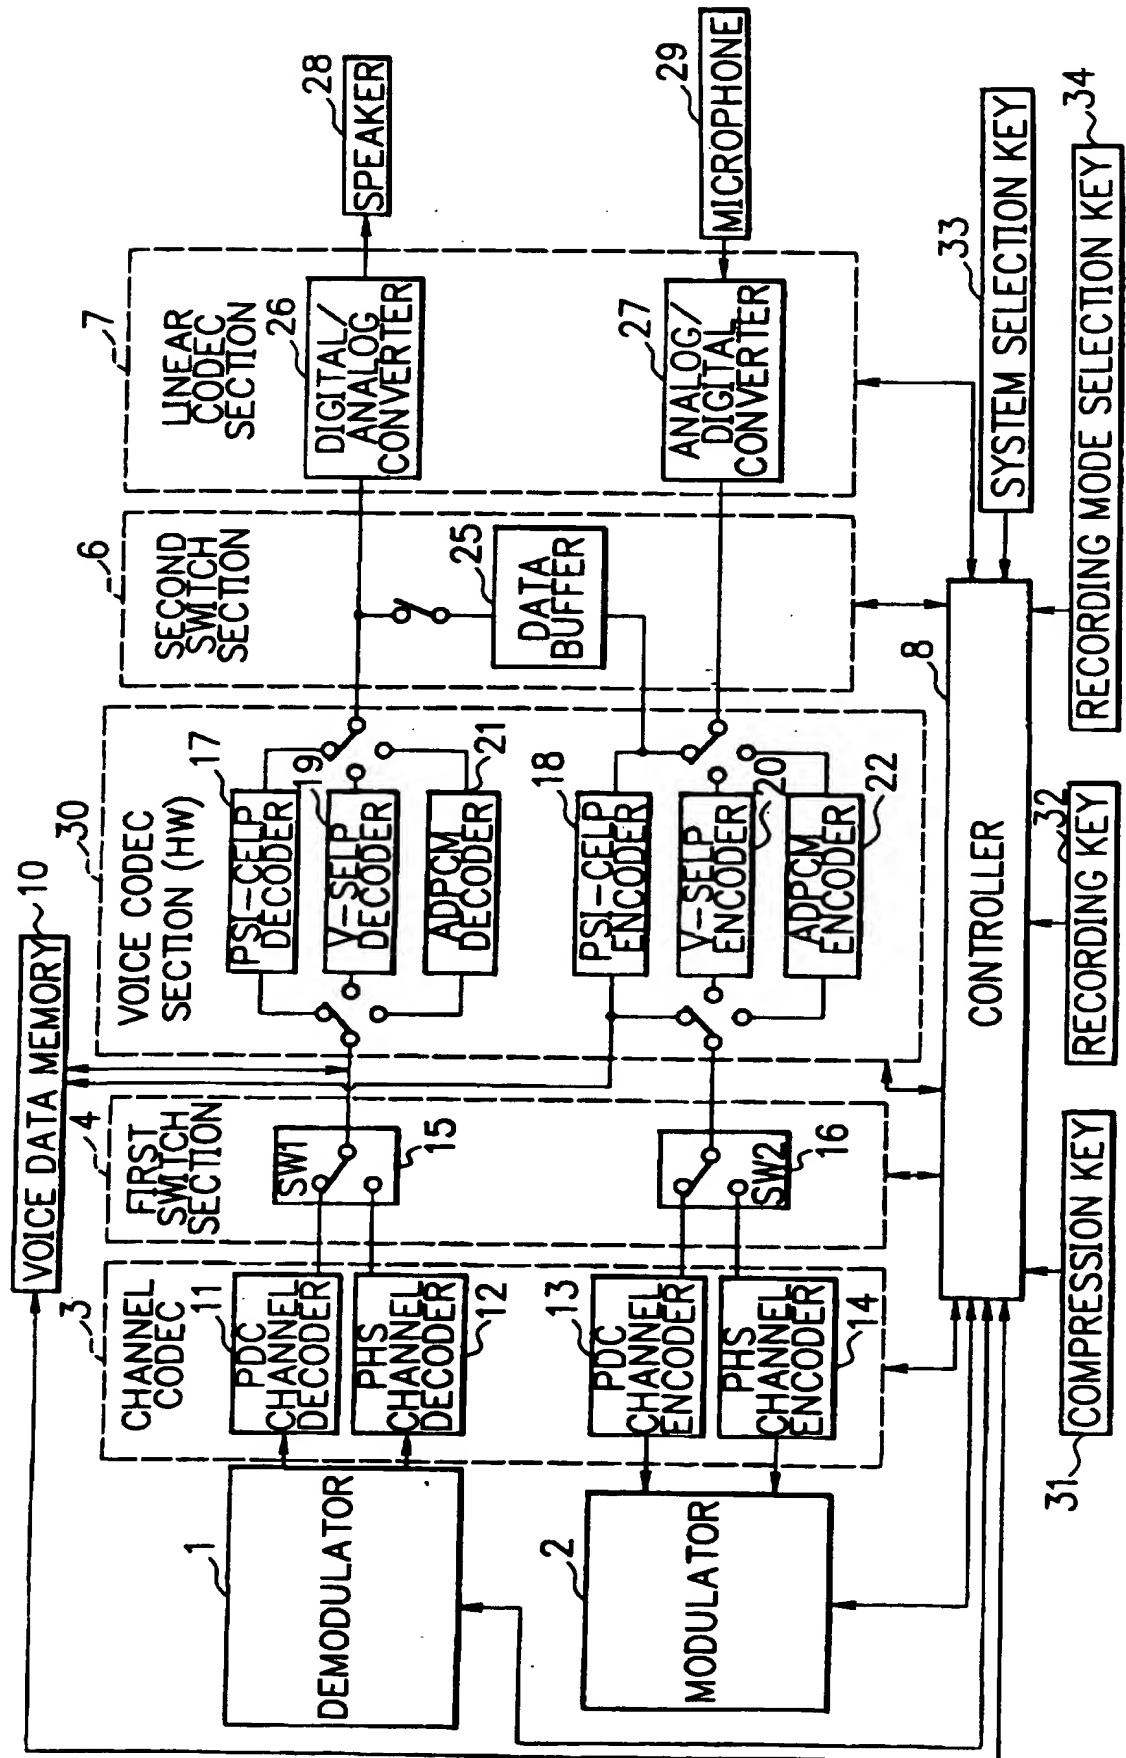 VOICE DATA MEMORY
10
3
CHANNEL
CODEC
4
FIRST
SWITCH
SECTION
30
VOICE CODEC
SECTION (HW)
6
SECOND
SWITCH
SECTION
7
LINEAR
CODEC
SECTION
1
DEMODULATOR
11
PDC
CHANNEL
DECODER
PHS
CHANNEL
DECODER
12
SW1
15
17
PSI-CELP
DECODER
19
V-SELP
DECODER
21
ADPCM
DECODER
25
DATA
BUFFER
26
DIGITAL/
ANALOG
CONVERTER
28
SPEAKER
2
MODULATOR
13
PDC
CHANNEL
ENCODER
PHS
CHANNEL
ENCODER
14
SW2
16
18
PSI-CELP
ENCODER
V-SELP
ENCODER
20
ADPCM
ENCODER
22
27
ANALOG/
DIGITAL
CONVERTER
29
MICROPHONE
8
CONTROLLER
33
SYSTEM SELECTION KEY
31
COMPRESSION KEY
32
RECORDING KEY
34
RECORDING MODE SELECTION KEY